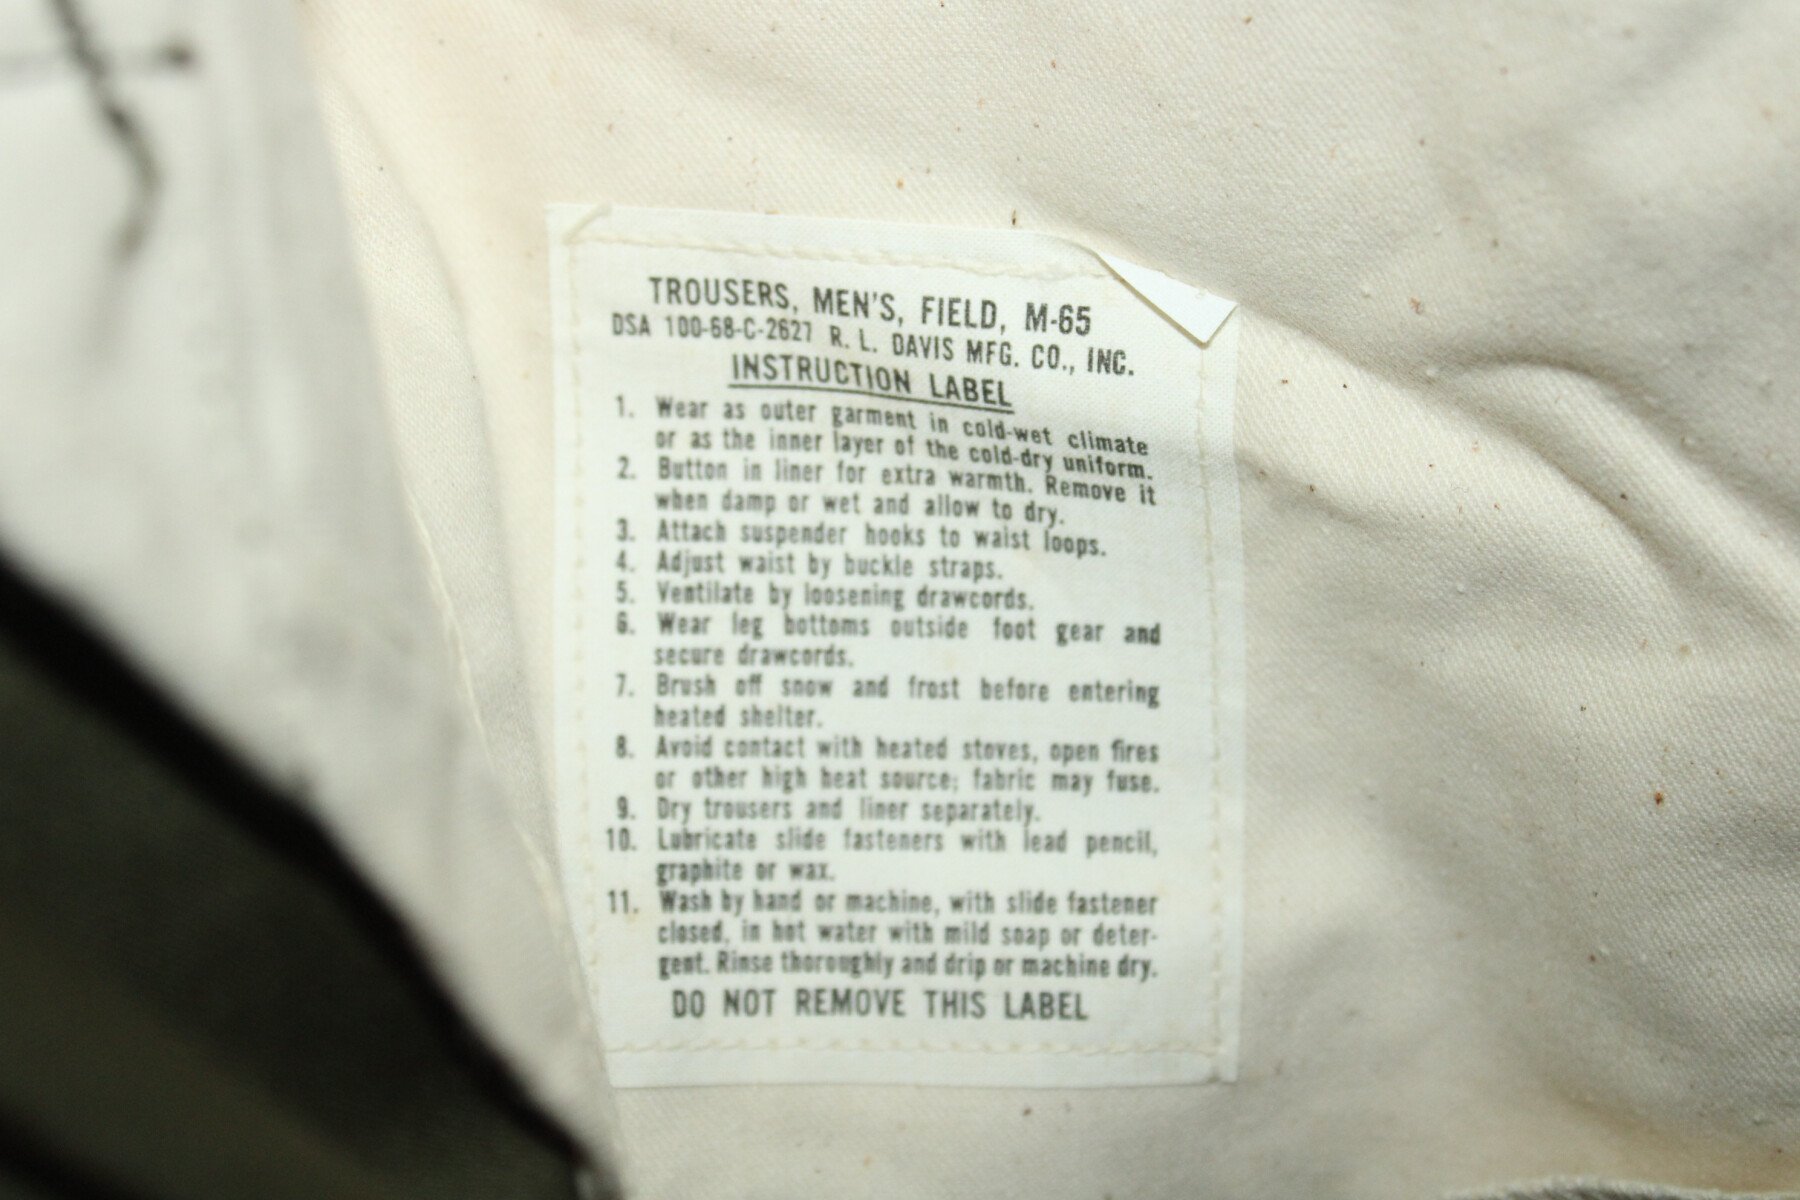 TROUSERS, MEN'S, FIELD, M-65
DSA 100-68-C-2627 R. L. DAVIS MFG. CO., INC.
INSTRUCTION LABEL
1. Wear as outer garment in cold-wet climate
or as the inner layer of the cold-dry uniform.
2. Button in liner for extra warmth. Remove it
when damp or wet and allow to dry.
3. Attach suspender hooks to waist loops.
4. Adjust waist by buckle straps.
5. Ventilate by loosening drawcords.
6. Wear leg bottoms outside foot gear and
secure drawcords.
7. Brush off snow and frost before entering
heated shelter.
8. Avoid contact with heated stoves, open fires
or other high heat source; fabric may fuse.
9. Dry trousers and liner separately.
10. Lubricate slide fasteners with lead pencil,
graphite or wax.
11. Wash by hand or machine, with slide fastener
closed, in hot water with mild soap or deter-
gent. Rinse thoroughly and drip or machine dry.
DO NOT REMOVE THIS LABEL